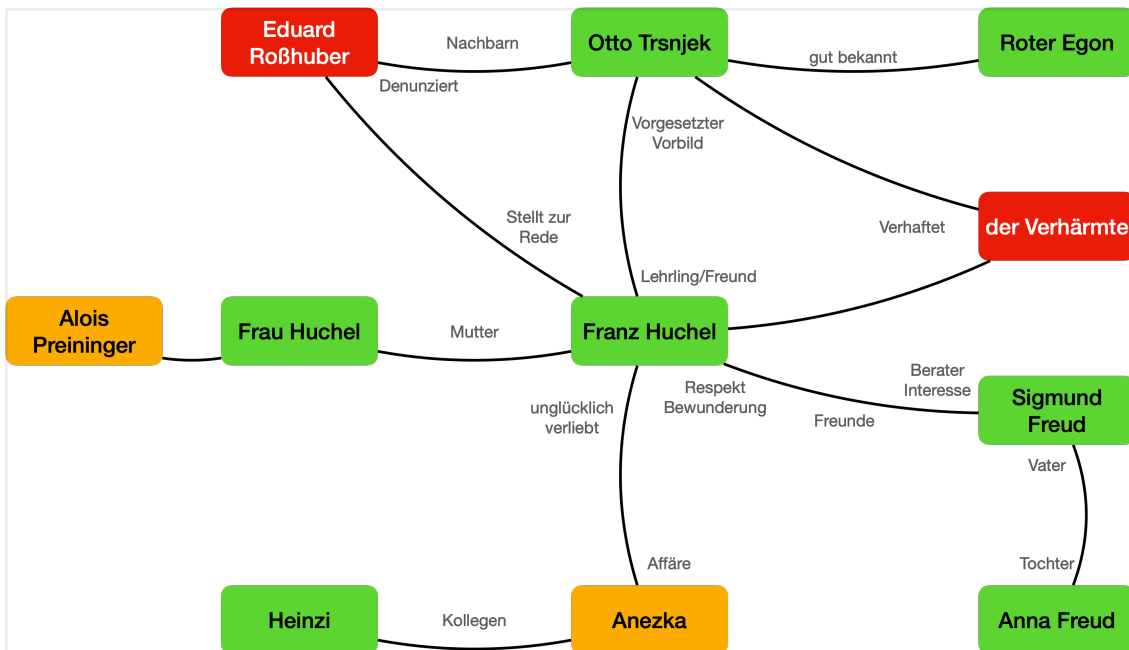 Eduard
Roßhuber
Nachbarn
Otto Trsnjek
gut bekannt
Roter Egon
Denunziert
Vorgesetzter
Vorbild
Stellt zur
Rede
Verhaftet
der Verhärmte
Lehrling/Freund
Alois
Preininger
Frau Huchel
Mutter
Franz Huchel
Respekt
Bewunderung
Berater
Interesse
Freunde
Sigmund
Freud
unglücklich
verliebt
Vater
Affäre
Tochter
Heinzi
Kollegen
Anezka
Anna Freud